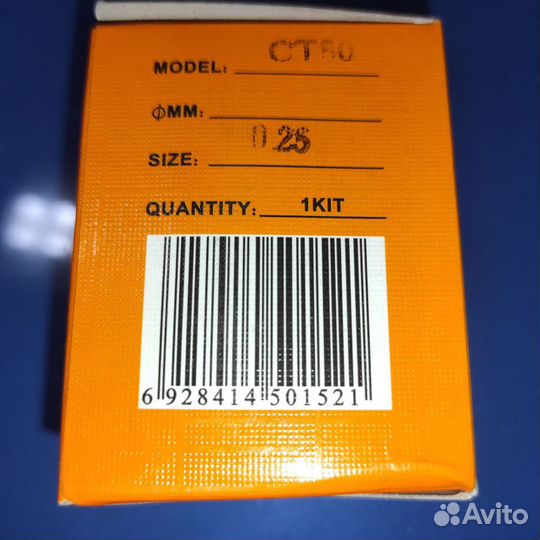 MODEL: CT50
ϕMM:
SIZE: 0.25
QUANTITY: 1KIT
6 928414 501521
Avito